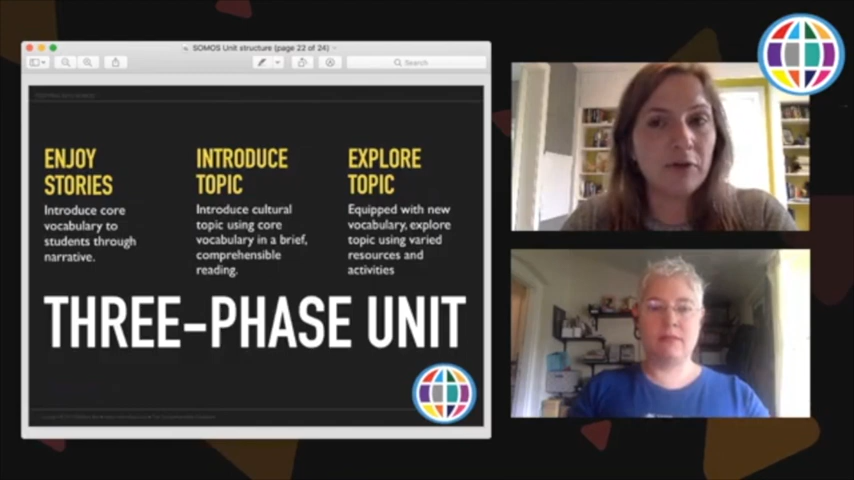 SOMOS Unit structure (page 22 of 24)
Search
ENJOY
STORIES
Introduce core
vocabulary to
students through
narrative.
INTRODUCE
TOPIC
Introduce cultural
topic using core
vocabulary in a brief,
comprehensible
reading.
EXPLORE
TOPIC
Equipped with new
vocabulary, explore
topic using varied
resources and
activities
THREE-PHASE UNIT